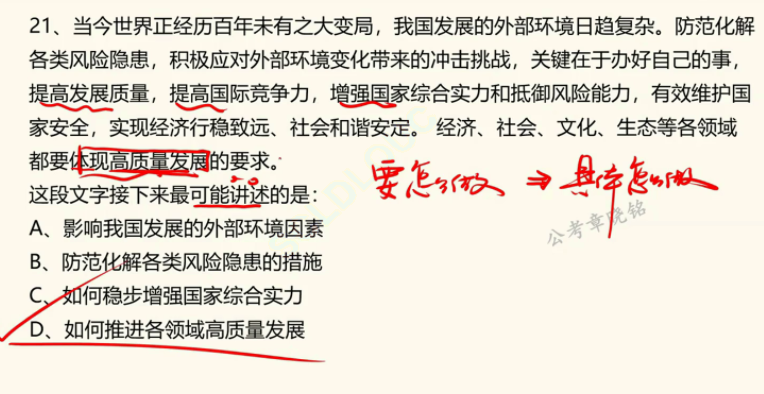 21、当今世界正经历百年未有之大变局，我国发展的外部环境日趋复杂。防范化解
各类风险隐患，积极应对外部环境变化带来的冲击挑战，关键在于办好自己的事，
提高发展质量，提高国际竞争力，增强国家综合实力和抵御风险能力，有效维护国
家安全，实现经济行稳致远、社会和谐安定。 经济、社会、文化、生态等各领域
都要体现高质量发展的要求。
要怎么做 ⇒ 具体怎么做
这段文字接下来最可能讲述的是：
A、影响我国发展的外部环境因素
公考章晓铭
B、防范化解各类风险隐患的措施
C、如何稳步增强国家综合实力
D、如何推进各领域高质量发展